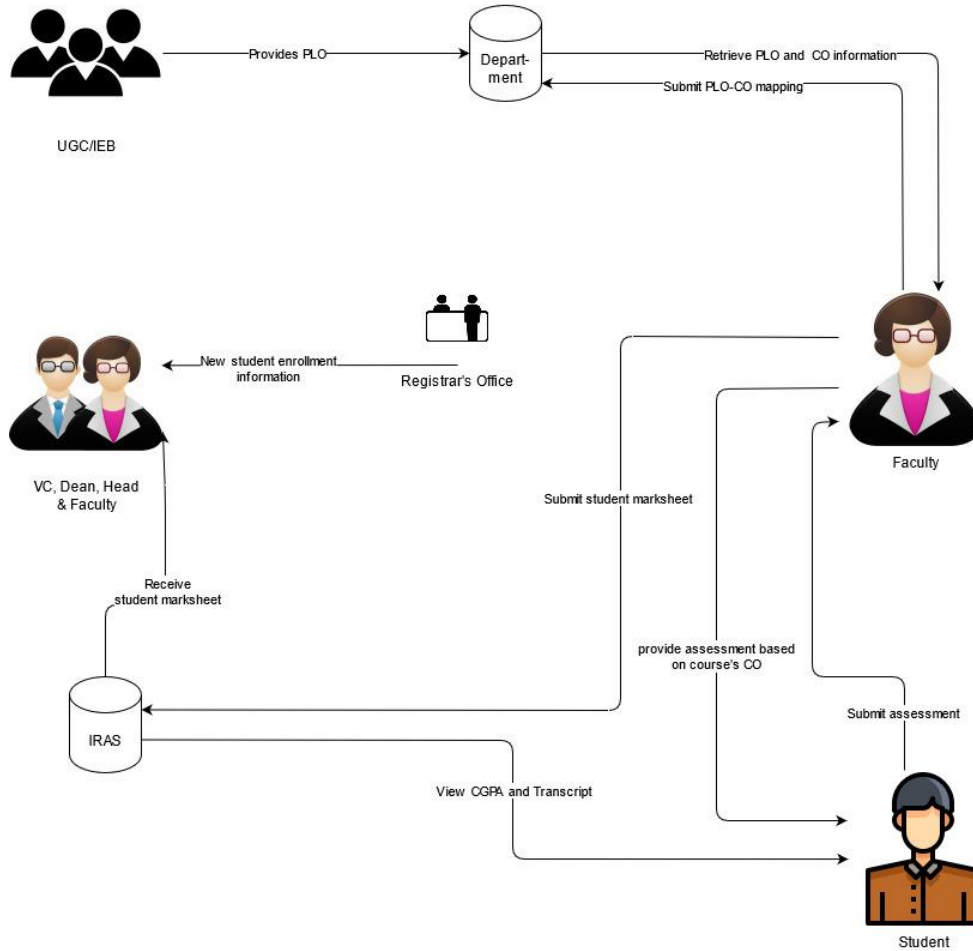 Provides PLO
Depart-
ment
Retrieve PLO and CO information
Submit PLO-CO mapping
UGC/IEB
New student enrollment
information
Registrar's Office
Faculty
VC, Dean, Head
& Faculty
Submit student marksheet
Receive
student marksheet
provide assessment based
on course's CO
Submit assessment
IRAS
View CGPA and Transcript
Student